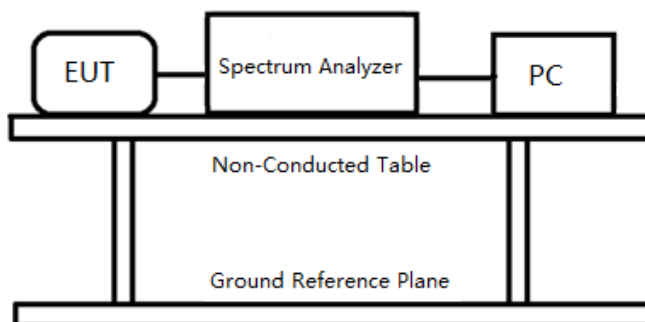 EUT
Spectrum Analyzer
PC
Non-Conducted Table
Ground Reference Plane